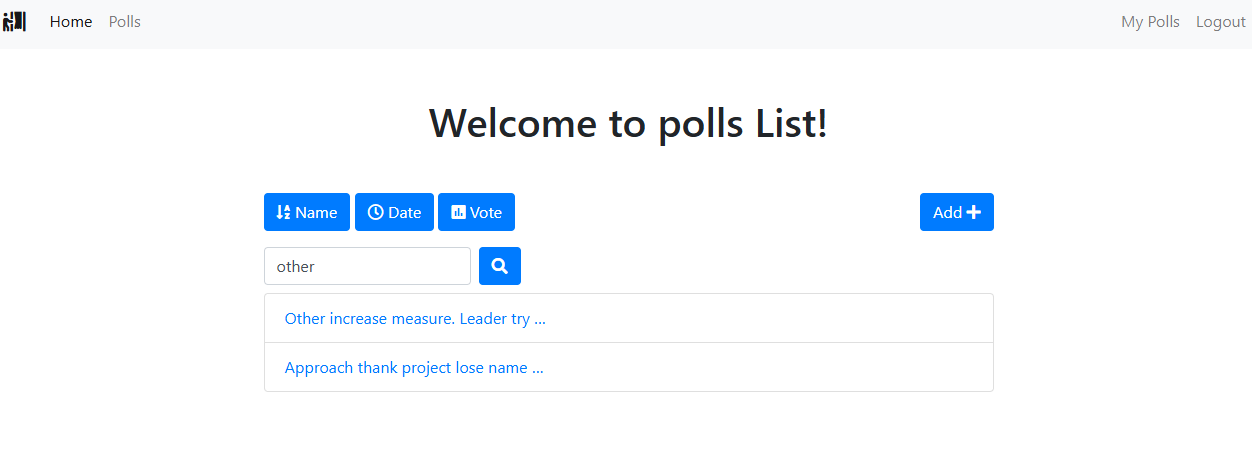 Home Polls My Polls Logout
Welcome to polls List!
Name Date Vote Add
other
Other increase measure. Leader try ...
Approach thank project lose name ...